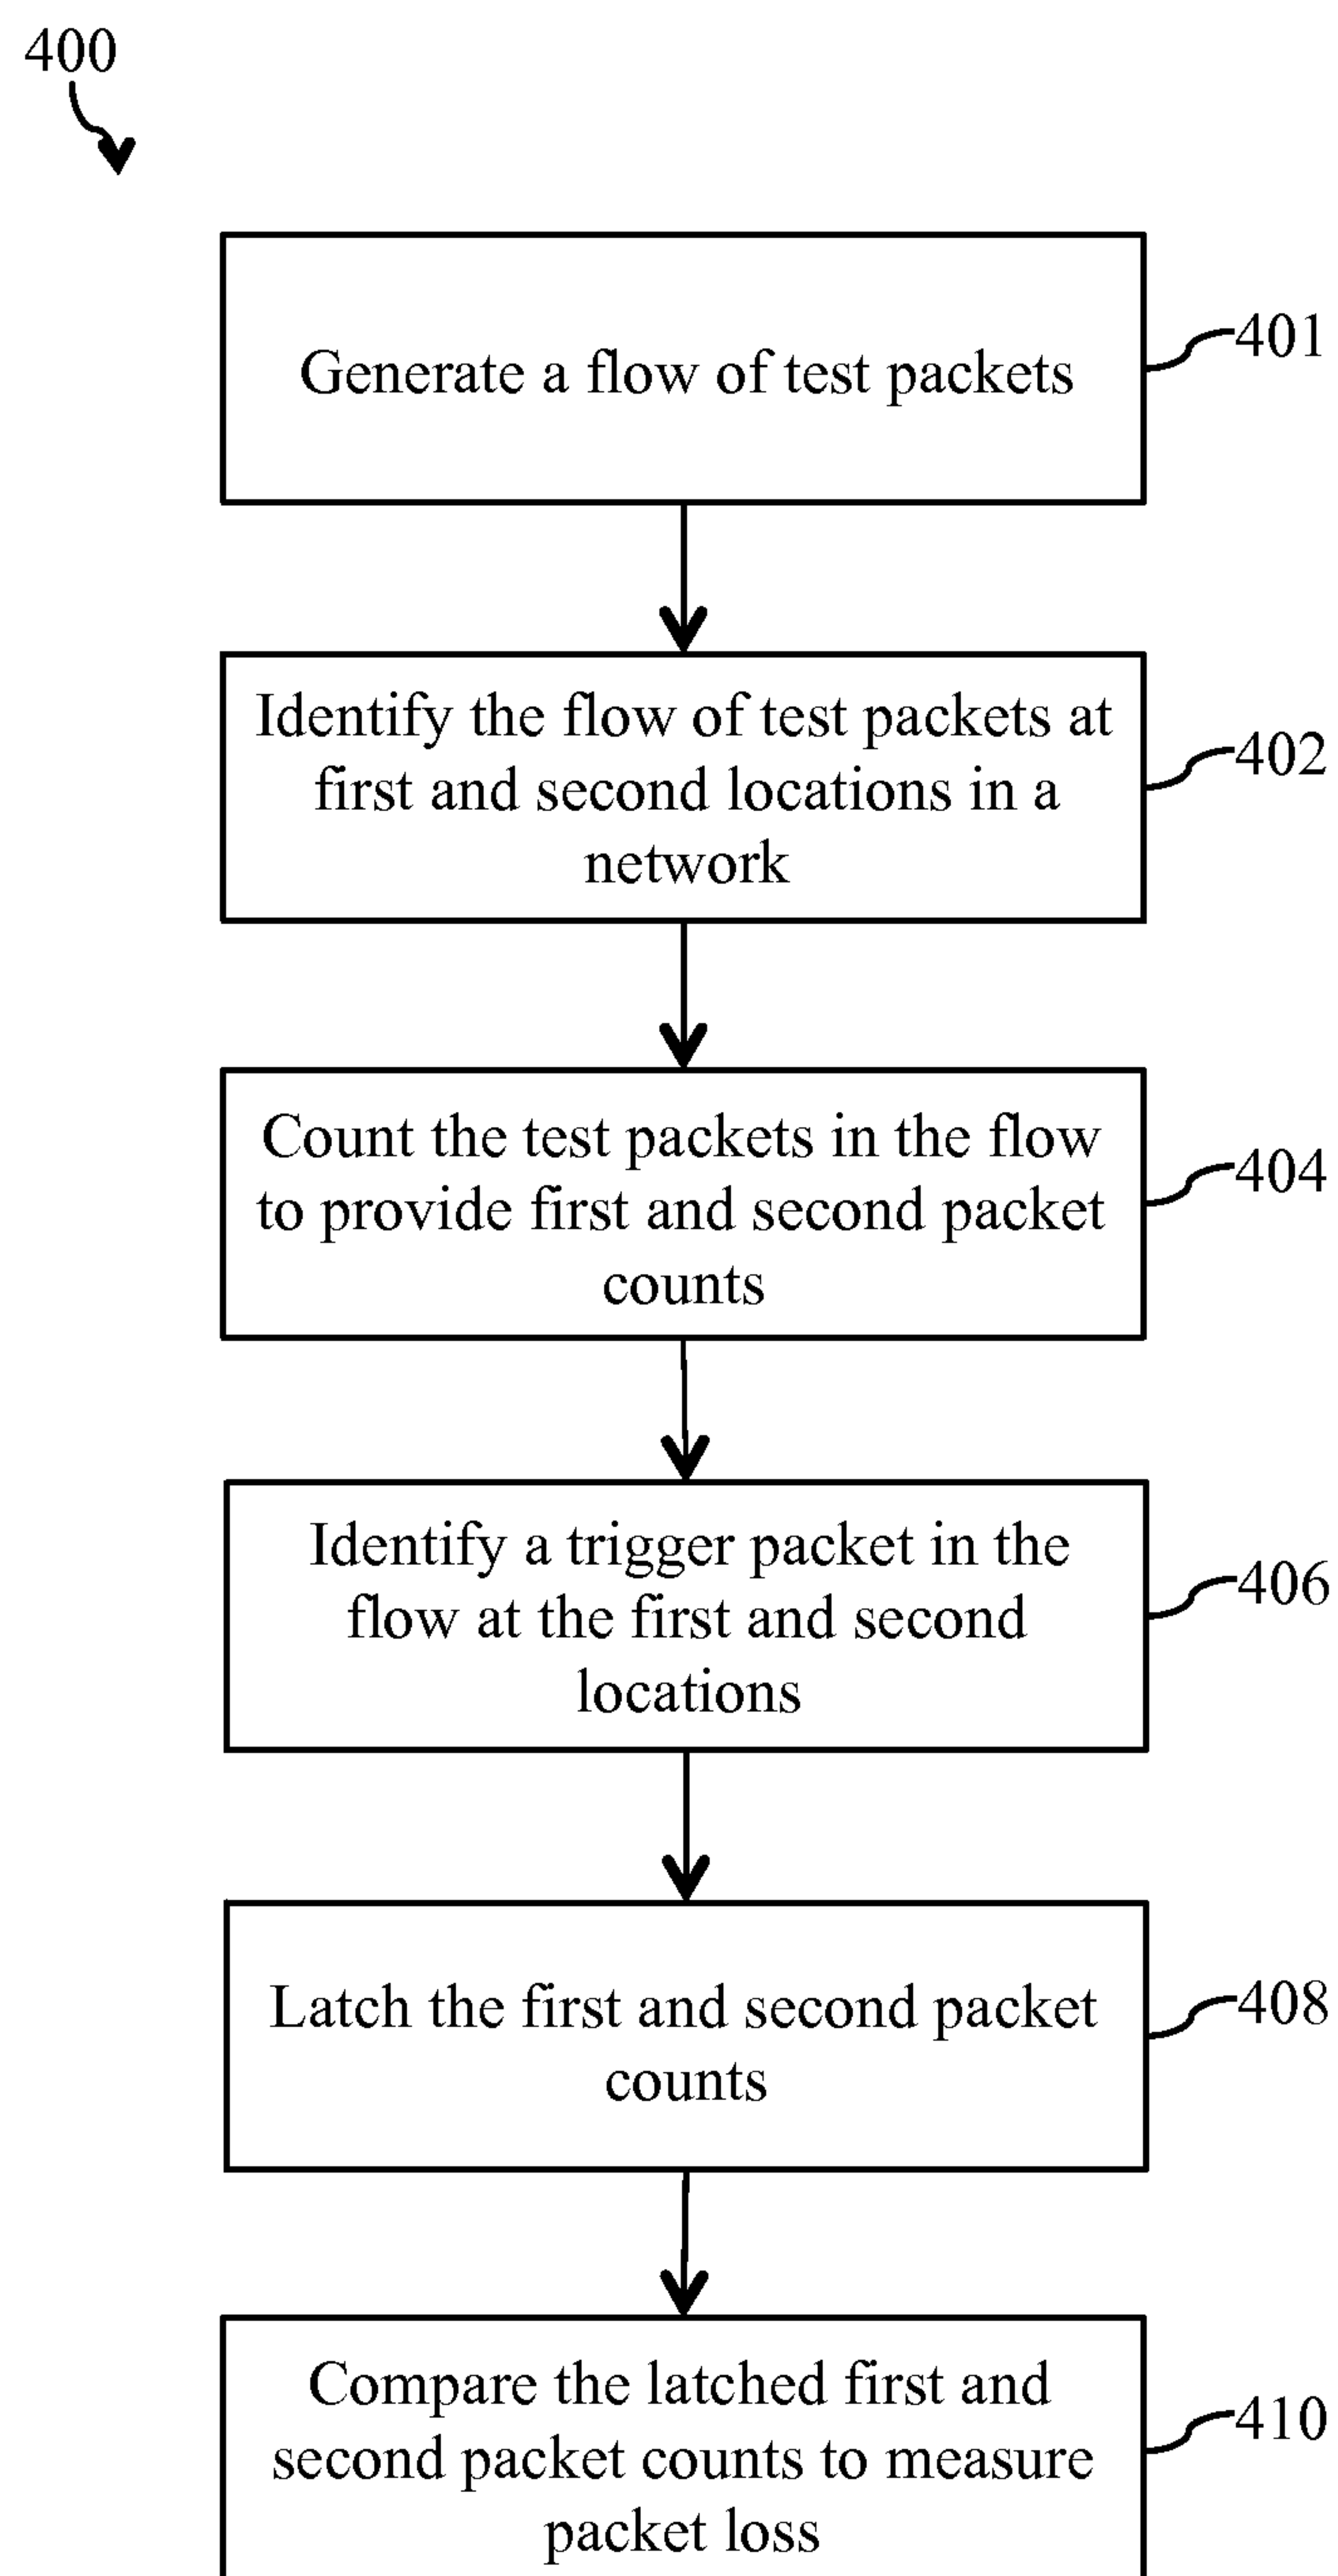 400
Generate a flow of test packets
401
Identify the flow of test packets at
first and second locations in a
network
402
Count the test packets in the flow
to provide first and second packet
counts
404
Identify a trigger packet in the
flow at the first and second
locations
406
Latch the first and second packet
counts
408
Compare the latched first and
second packet counts to measure
packet loss
410